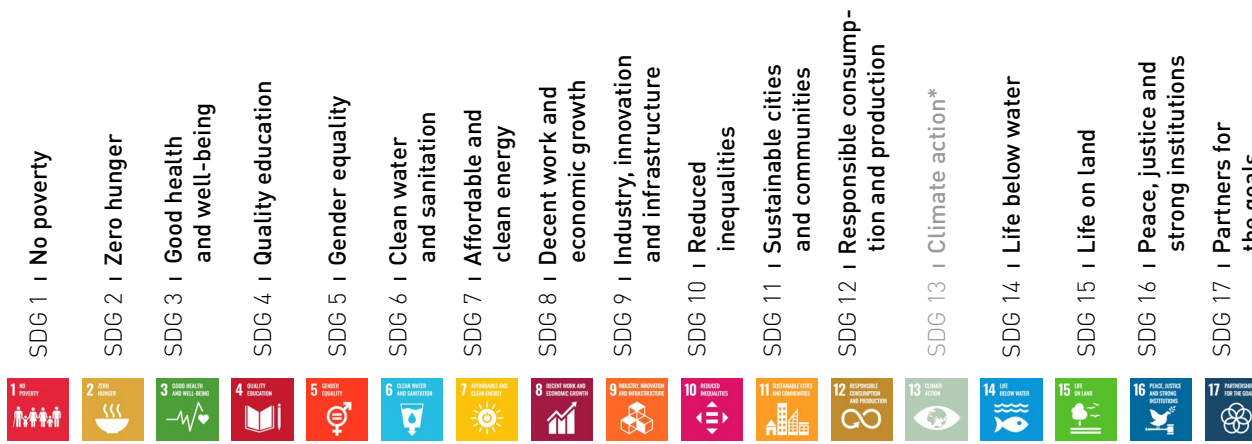 SDG 1 I No poverty
SDG 2 I Zero hunger
SDG 3 I Good health
and well-being
SDG 4 I Quality education
SDG 5 I Gender equality
SDG 6 I Clean water
and sanitation
SDG 7 I Affordable and
clean energy
SDG 8 I Decent work and
economic growth
SDG 9 I Industry, innovation
and infrastructure
SDG 10 I Reduced
inequalities
SDG 11 I Sustainable cities
and communities
SDG 12 I Responsible consump-
tion and production
SDG 13 I Climate action*
SDG 14 I Life below water
SDG 15 I Life on land
SDG 16 I Peace, justice and
strong institutions
SDG 17 I Partners for
the goals
1 NO
POVERTY
2 ZERO
HUNGER
3 GOOD HEALTH
AND WELL-BEING
4 QUALITY
EDUCATION
5 GENDER
EQUALITY
6 CLEAN WATER
AND SANITATION
7 AFFORDABLE AND
CLEAN ENERGY
8 DECENT WORK AND
ECONOMIC GROWTH
9 INDUSTRY, INNOVATION
AND INFRASTRUCTURE
10 REDUCED
INEQUALITIES
11 SUSTAINABLE CITIES
AND COMMUNITIES
12 RESPONSIBLE
CONSUMPTION
AND PRODUCTION
13 CLIMATE
ACTION
14 LIFE
BELOW WATER
15 LIFE
ON LAND
16 PEACE, JUSTICE
AND STRONG
INSTITUTIONS
17 PARTNERSHIP
FOR THE GOAL